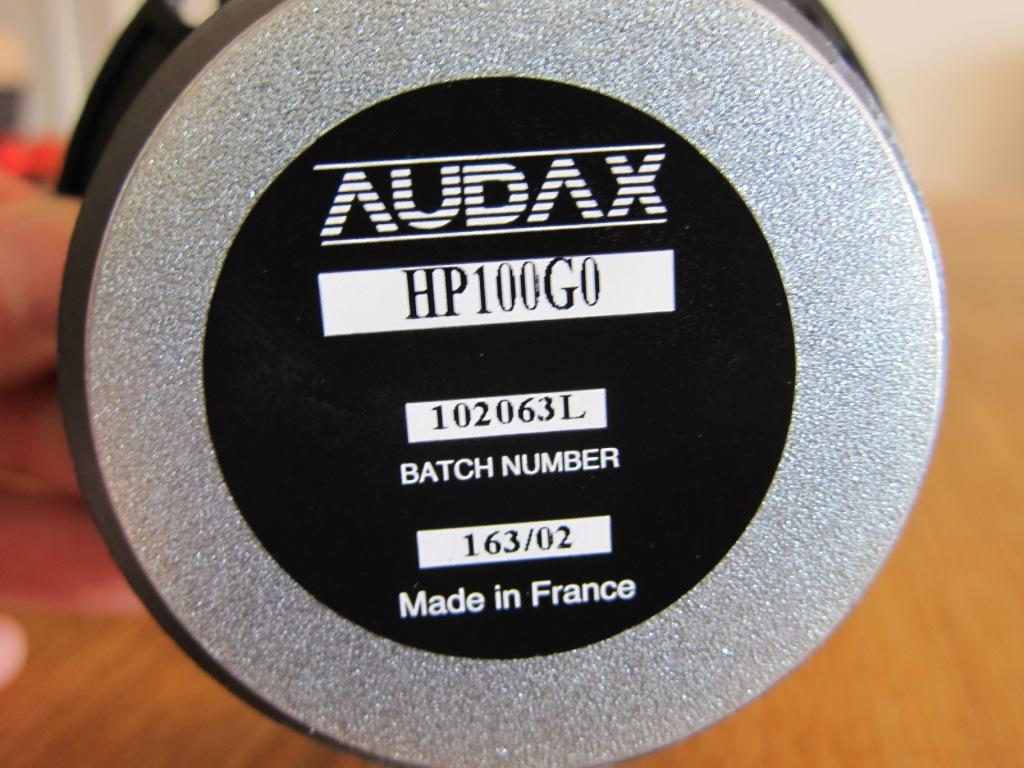 AUDAX
HP100G0
102063L
BATCH NUMBER
163/02
Made in France